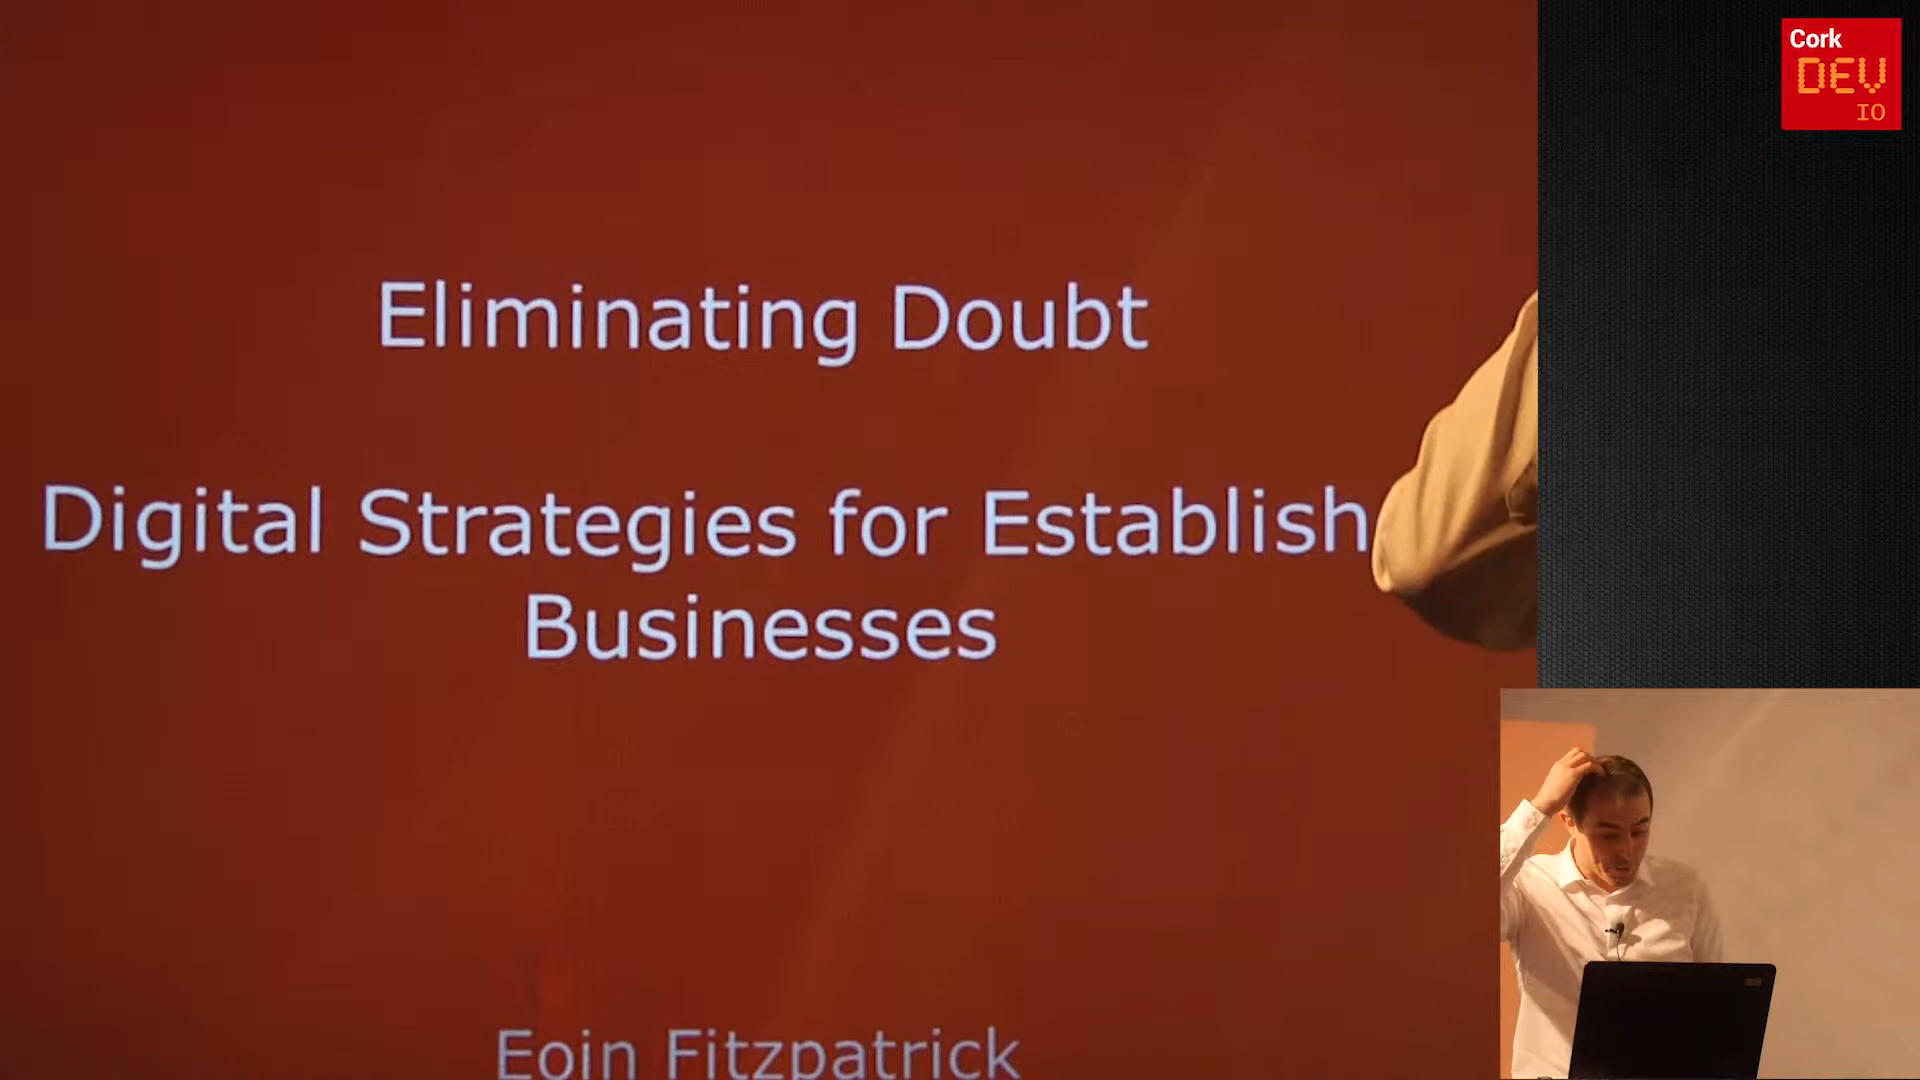 Cork
DEV
IO
Eliminating Doubt
Digital Strategies for Establish
Businesses
Eoin Fitzpatrick